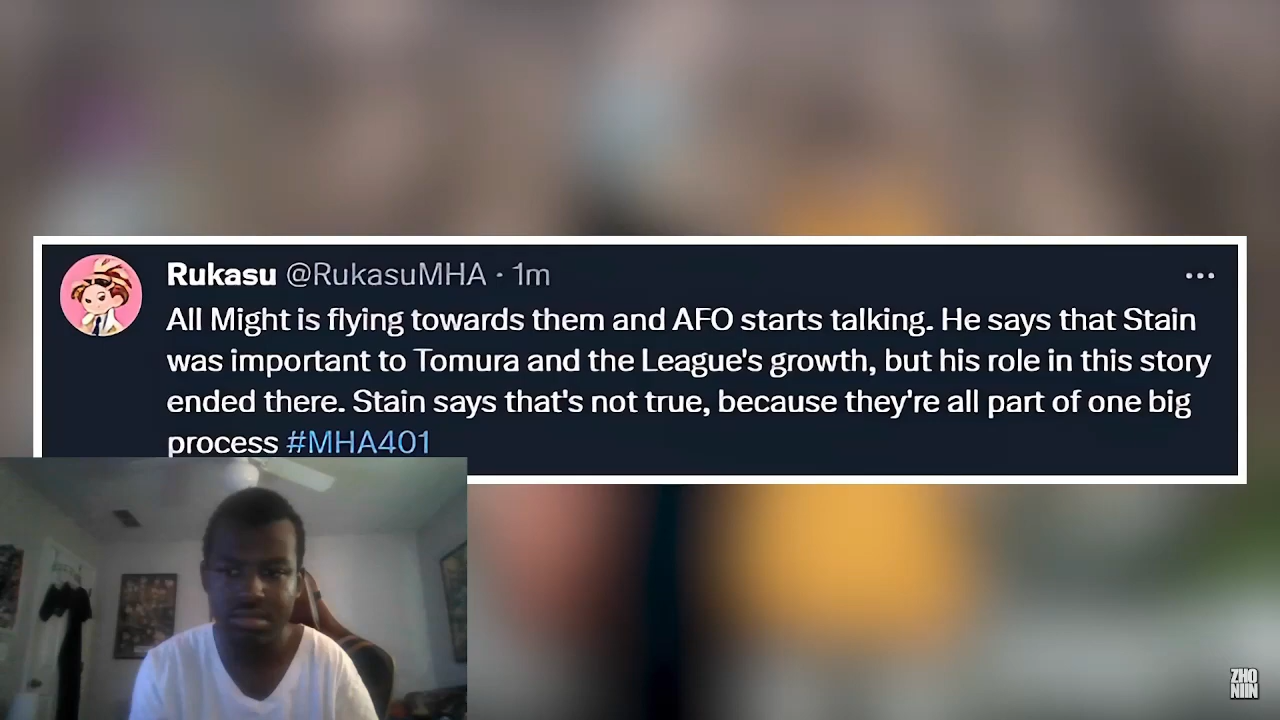 Rukasu @RukasuMHA · 1m
All Might is flying towards them and AFO starts talking. He says that Stain
was important to Tomura and the League's growth, but his role in this story
ended there. Stain says that's not true, because they're all part of one big
process #MHA401
ZHO
NIIN